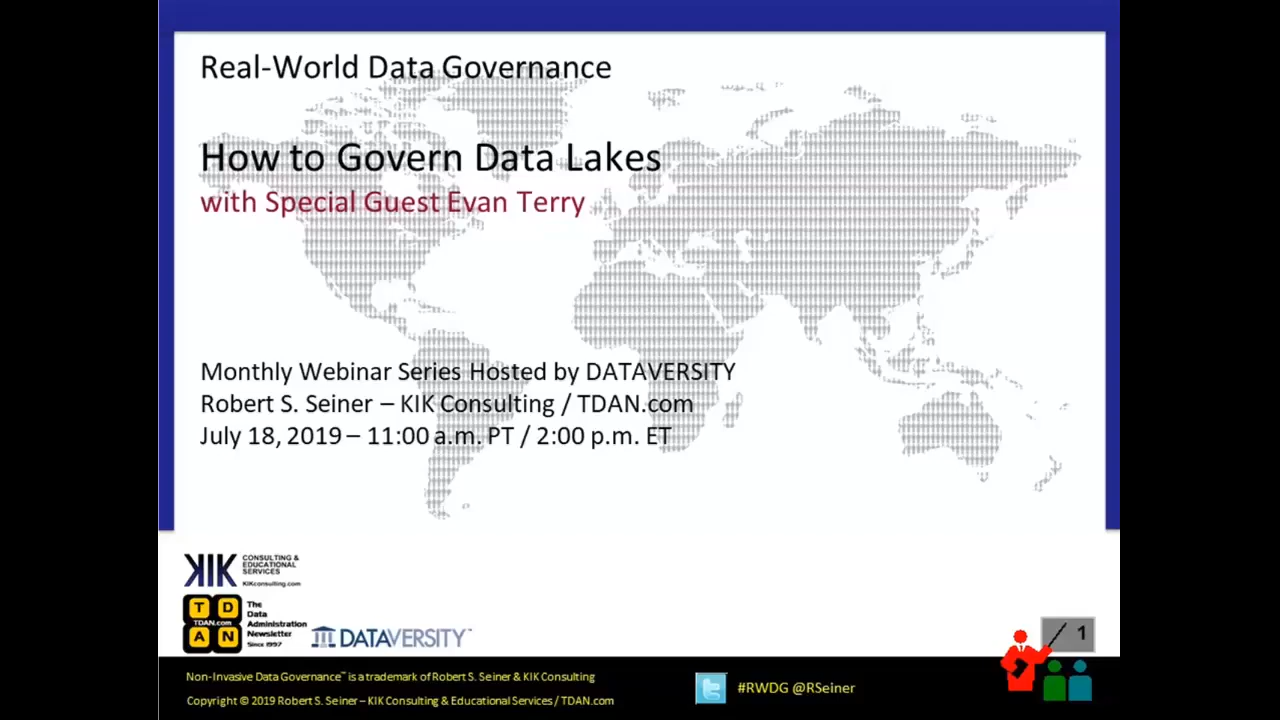 Real-World Data Governance
How to Govern Data Lakes
with Special Guest Evan Terry
Monthly Webinar Series Hosted by DATAVERSITY
Robert S. Seiner – KIK Consulting / TDAN.com
July 18, 2019 – 11:00 a.m. PT / 2:00 p.m. ET
KIK
CONSULTING &
EDUCATIONAL
SERVICES
KIKconsulting.com
T D
TDAN.com
A N
The
Data
Administration
Newsletter
Since 1997
DATAVERSITY™
1
Non-Invasive Data Governance™ is a trademark of Robert S. Seiner & KIK Consulting
Copyright © 2019 Robert S. Seiner – KIK Consulting & Educational Services / TDAN.com
#RWDG @RSeiner